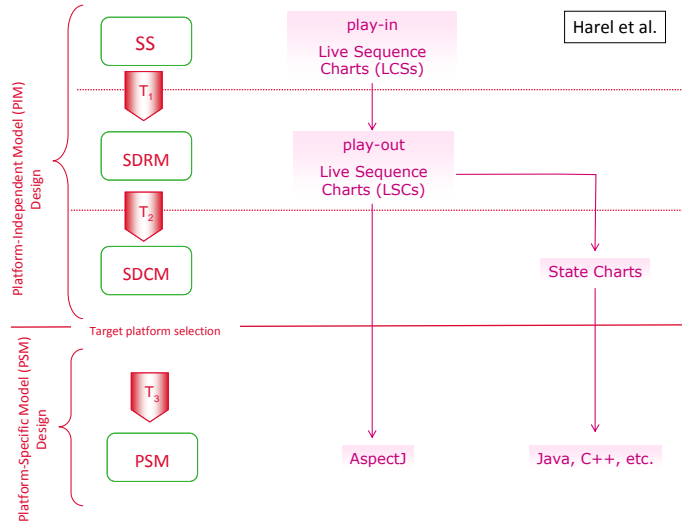 Harel et al.
Platform-Independent Model (PIM)
Design
SS
T1
SDRM
T2
SDCM
play-in
Live Sequence
Charts (LCSs)
play-out
Live Sequence
Charts (LSCs)
State Charts
Target platform selection
Platform-Specific Model (PSM)
Design
T3
PSM
AspectJ
Java, C++, etc.